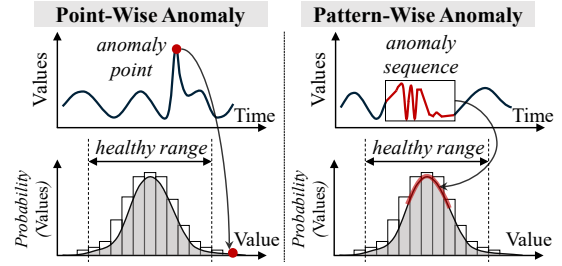 Point-Wise Anomaly
anomaly
point
Values
Time
healthy range
Probability
(Values)
Value
Pattern-Wise Anomaly
anomaly
sequence
Values
Time
healthy range
Probability
(Values)
Value